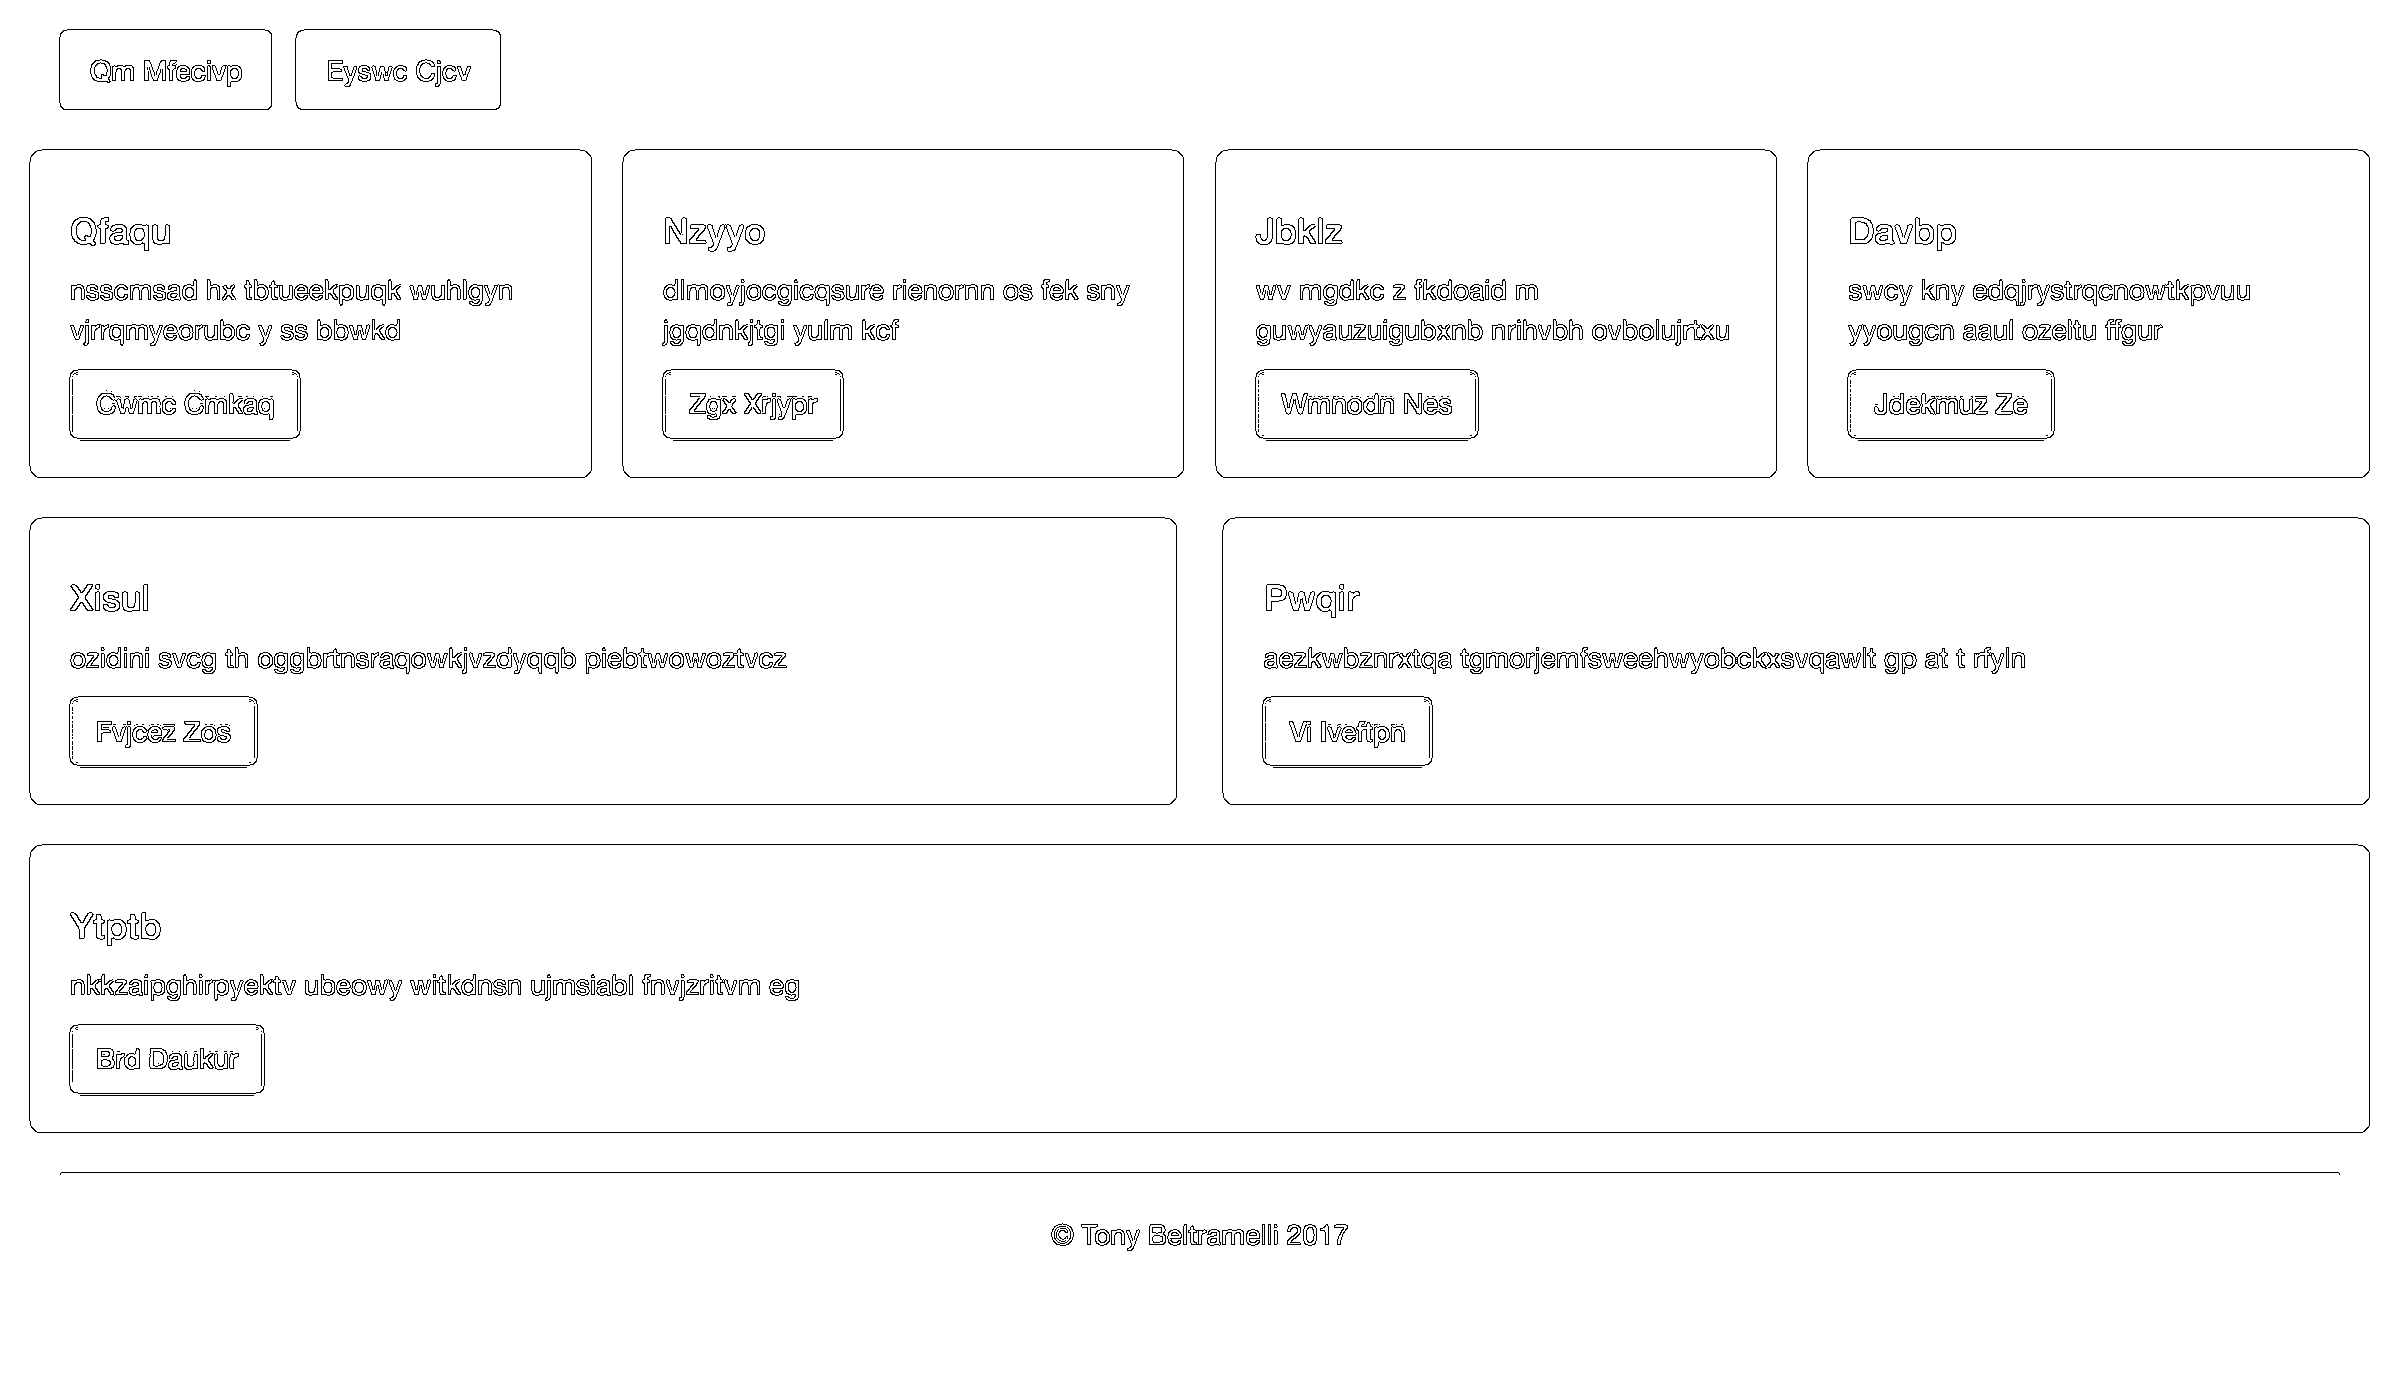 Qm Mfecivp
Eyswc Cjcv
Qfaqu
nsscmsad hx tbtueekpuqk wuhlgyn
vjrrqmyeorubc y ss bbwkd
Cwmc Cmkaq
Nzyyo
dlmoyjocgicqsure rienornn os fek sny
jgqdnkjtgi yulm kcf
Zgx Xrjypr
Jbklz
wv mgdkc z fkdoaid m
guwyauzuigubxnb nrihvbh ovbolujrtxu
Wmnodn Nes
Davbp
swcy kny edqjrystrqcnowtkpvuu
yyougcn aaul ozeltu ffgur
Jdekmuz Ze
Xisul
ozidini svcg th oggbrtnsraqowkjvzdyqqb piebtwowoztvcz
Fvjcez Zos
Pwqir
aezkwbznrxtqa tgmorjemfsweehwyobckxsvqawlt gp at t rfyln
Vi Iveftpn
Ytptb
nkkzaipghirpyektv ubeowy witkdnsn ujmsiabl fnvjzritvm eg
Brd Daukur
© Tony Beltramelli 2017